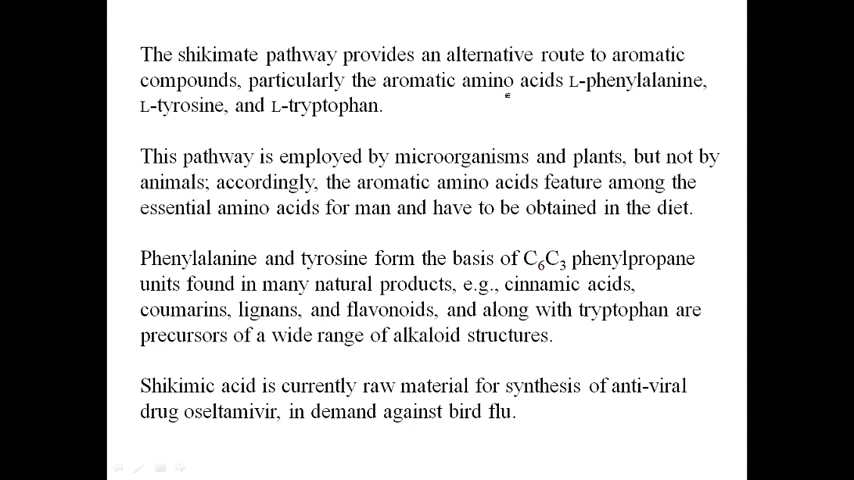 The shikimate pathway provides an alternative route to aromatic
compounds, particularly the aromatic amino acids L-phenylalanine,
L-tyrosine, and L-tryptophan.
This pathway is employed by microorganisms and plants, but not by
animals; accordingly, the aromatic amino acids feature among the
essential amino acids for man and have to be obtained in the diet.
Phenylalanine and tyrosine form the basis of C₆C₃ phenylpropane
units found in many natural products, e.g., cinnamic acids,
coumarins, lignans, and flavonoids, and along with tryptophan are
precursors of a wide range of alkaloid structures.
Shikimic acid is currently raw material for synthesis of anti-viral
drug oseltamivir, in demand against bird flu.